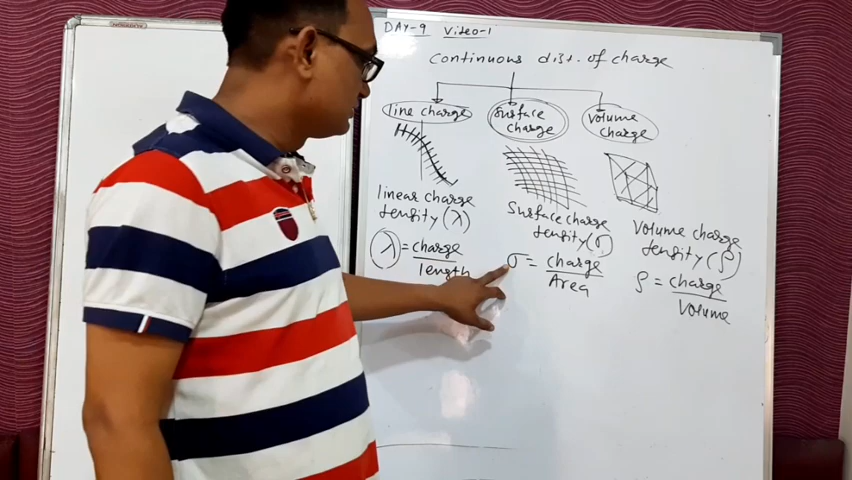 DAY-9 Video-1
Continuous dist. of charge
line charge
Surface charge
Volume charge
linear charge density (λ)
λ = charge / length
Surface charge density (σ)
σ = charge / Area
Volume charge density (ρ)
ρ = charge / Volume